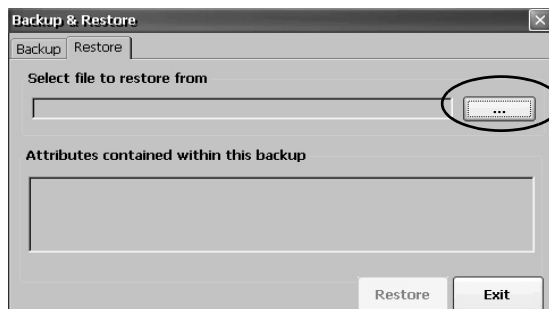 Backup & Restore
Backup Restore
Select file to restore from
...
Attributes contained within this backup
Restore Exit